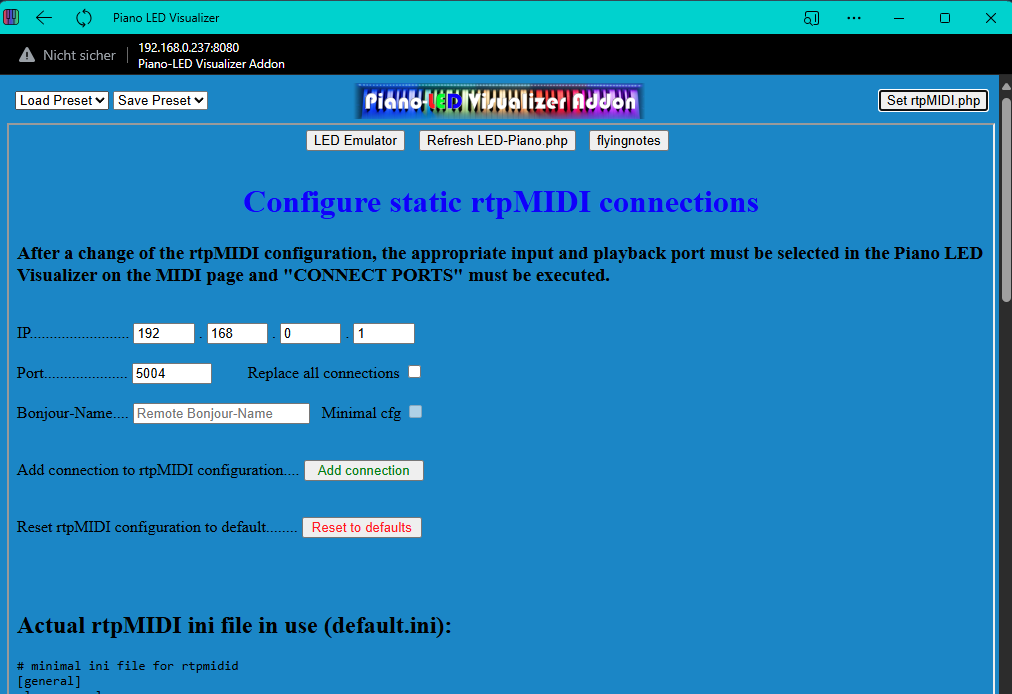 Piano LED Visualizer
Nicht sicher
192.168.0.237:8080
Piano-LED Visualizer Addon
Load Preset
Save Preset
Piano-LED Visualizer Addon
Set rtpMIDI.php
LED Emulator
Refresh LED-Piano.php
flyingnotes
Configure static rtpMIDI connections
After a change of the rtpMIDI configuration, the appropriate input and playback port must be selected in the Piano LED
Visualizer on the MIDI page and "CONNECT PORTS" must be executed.
IP......................... 192 . 168 . 0 . 1
Port..................... 5004 Replace all connections
Bonjour-Name.... Remote Bonjour-Name Minimal cfg
Add connection to rtpMIDI configuration.... Add connection
Reset rtpMIDI configuration to default........ Reset to defaults
Actual rtpMIDI ini file in use (default.ini):
# minimal ini file for rtpmidid
[general]